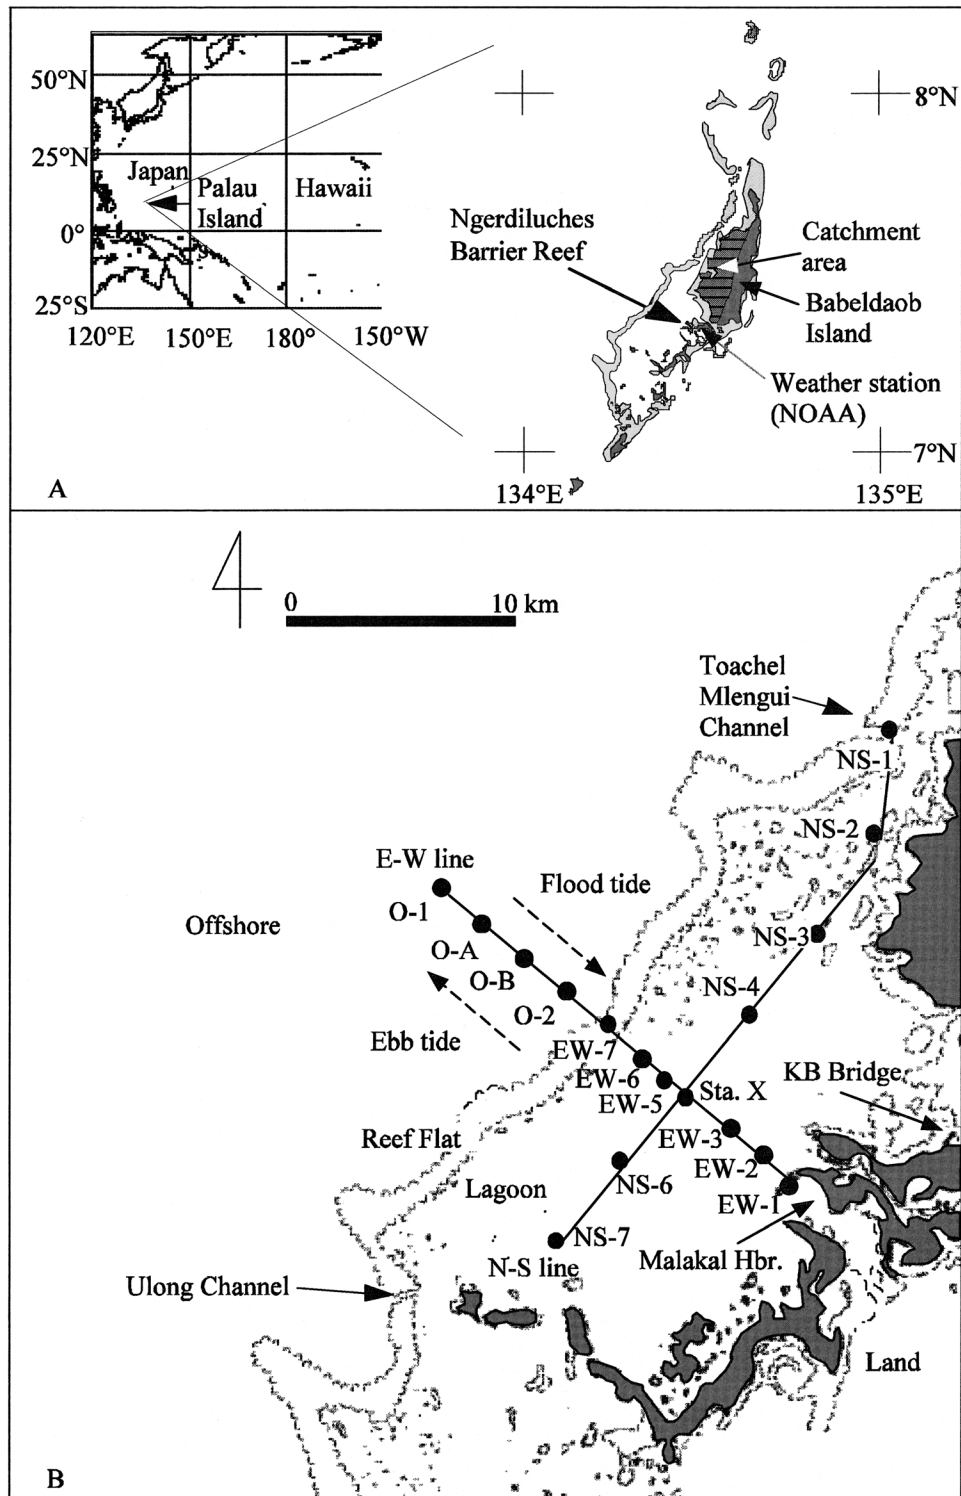 50°N
25°N
0°
25°S
120°E
150°E
180°
150°W
Japan
Palau
Island
Hawaii
8°N
7°N
134°E
135°E
Ngerdiluches
Barrier Reef
Catchment
area
Babeldaob
Island
Weather station
(NOAA)
A
0
10 km
Toachel
Mlengui
Channel
NS-1
NS-2
E-W line
Flood tide
O-1
Offshore
NS-3
O-A
O-B
NS-4
O-2
Ebb tide
EW-7
EW-6
KB Bridge
EW-5
Sta. X
Reef Flat
EW-3
EW-2
Lagoon
NS-6
EW-1
NS-7
Malakal Hbr.
N-S line
Ulong Channel
Land
B